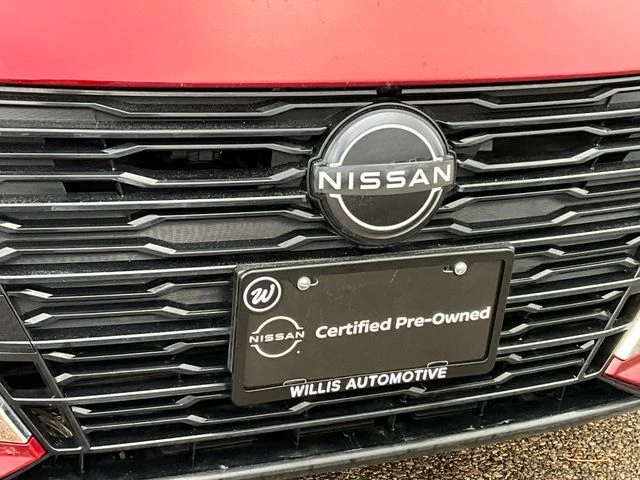 NISSAN
W
NISSAN
Certified Pre-Owned
WILLIS AUTOMOTIVE